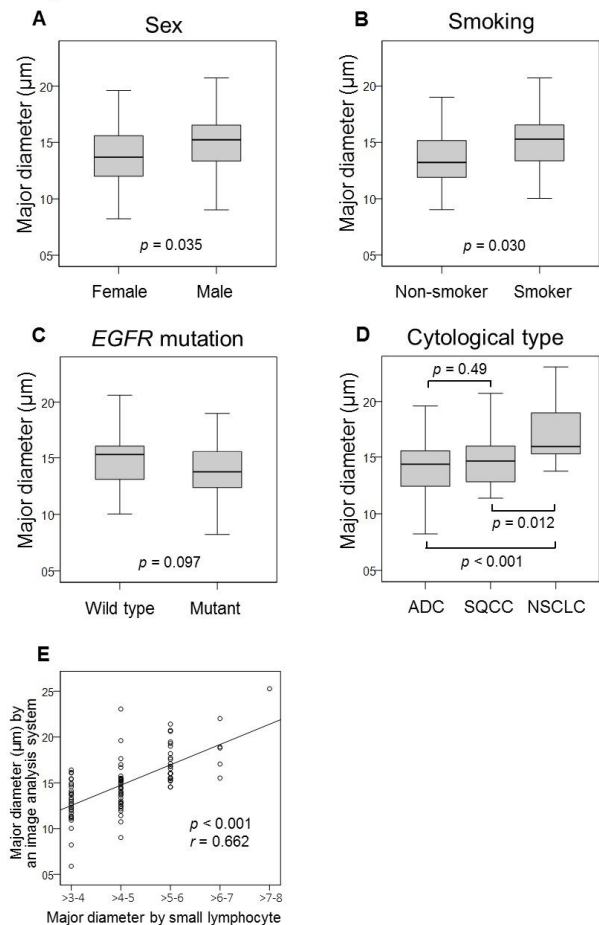 A
Sex
Major diameter (µm)
20
15
10
05
p = 0.035
Female Male
B
Smoking
Major diameter (µm)
20
15
10
05
p = 0.030
Non-smoker Smoker
C
EGFR mutation
Major diameter (µm)
20
15
10
05
p = 0.097
Wild type Mutant
D
Cytological type
Major diameter (µm)
20
15
10
05
p = 0.49
p = 0.012
p < 0.001
ADC SQCC NSCLC
E
Major diameter (µm) by
an image analysis system
25
20
15
10
05
p < 0.001
r = 0.662
>3-4 >4-5 >5-6 >6-7 >7-8
Major diameter by small lymphocyte